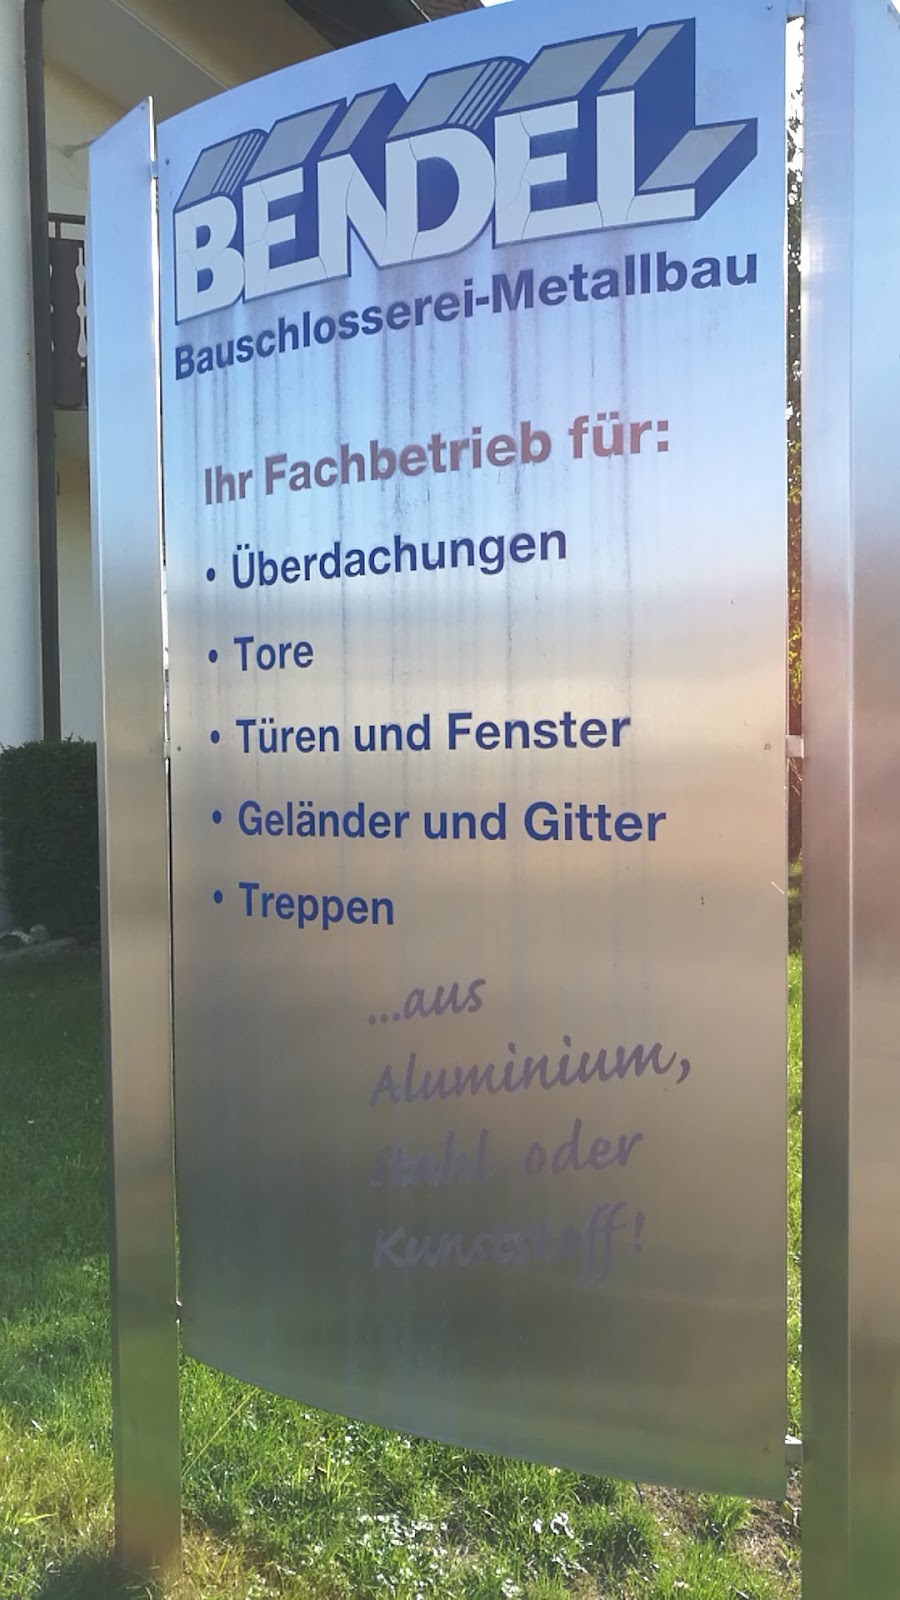 BENDEL
Bauschlosserei-Metallbau
Ihr Fachbetrieb für:
• Überdachungen
• Tore
• Türen und Fenster
• Geländer und Gitter
• Treppen
...aus
Aluminium,
Stahl oder
Kunststoff!